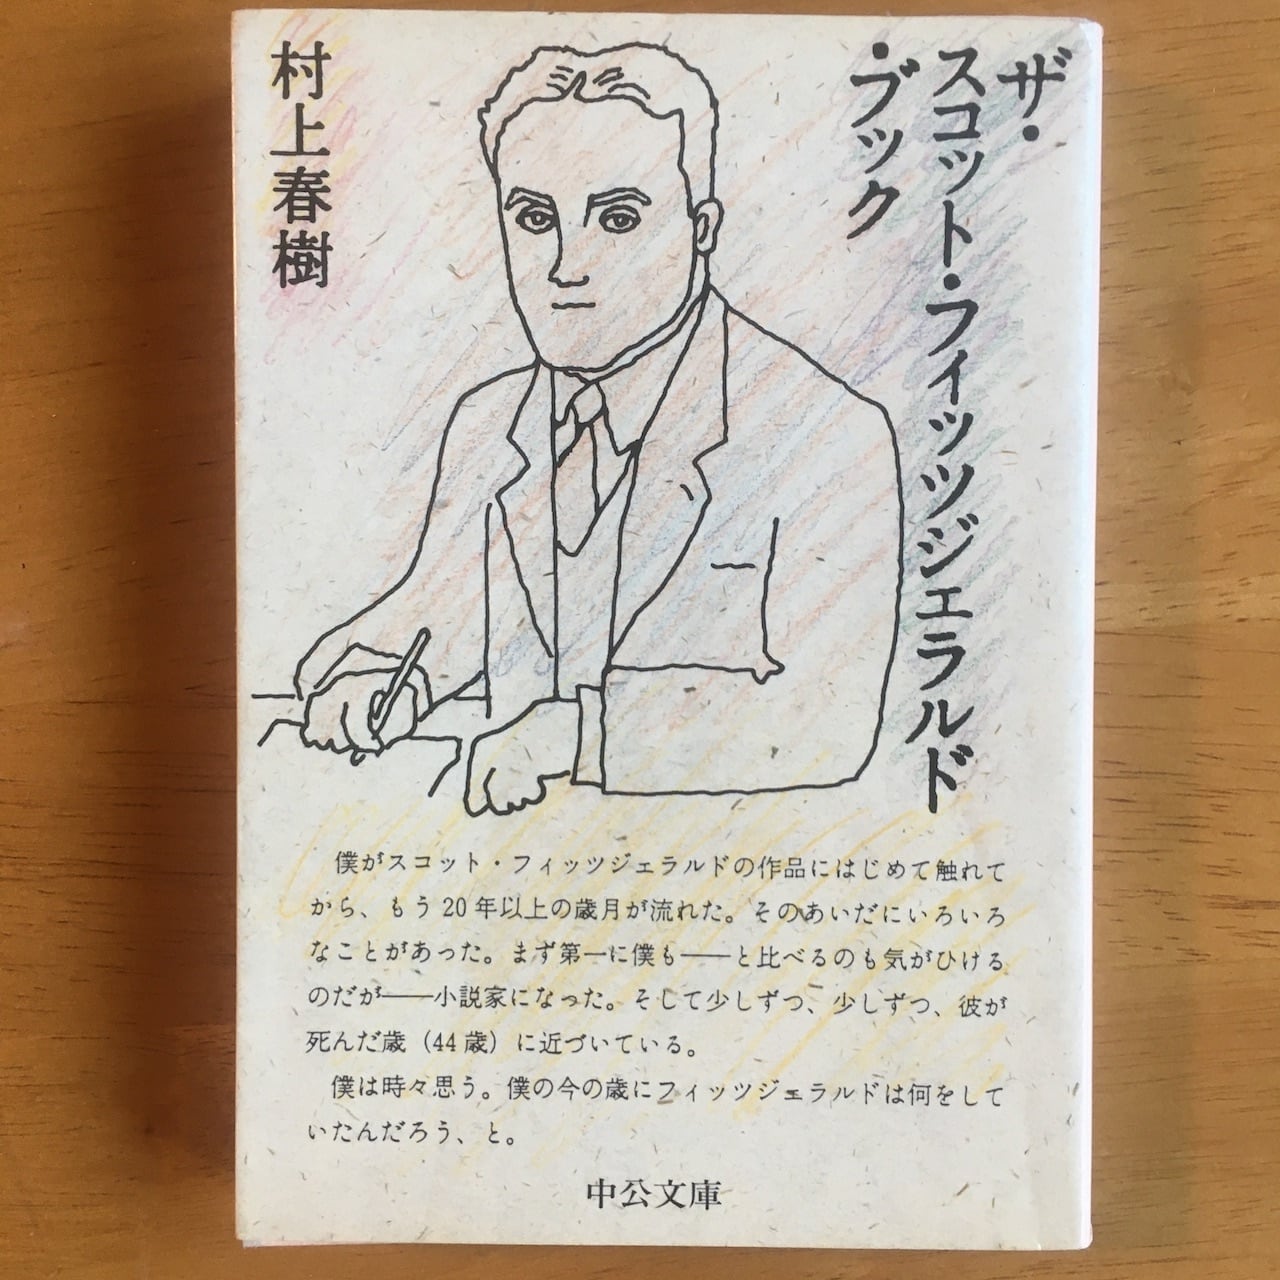 ザ・
スコット・フィッツジェラルド
・ブック
村上春樹
僕がスコット・フィッツジェラルドの作品にはじめて触れて
から、もう20年以上の歳月が流れた。そのあいだにいろいろ
なことがあった。まず第一に僕も――と比べるのも気がひける
のだが――小説家になった。そして少しずつ、少しずつ、彼が
死んだ歳（44歳）に近づいている。
僕は時々思う。僕の今の歳にフィッツジェラルドは何をして
いたんだろう、と。
中公文庫